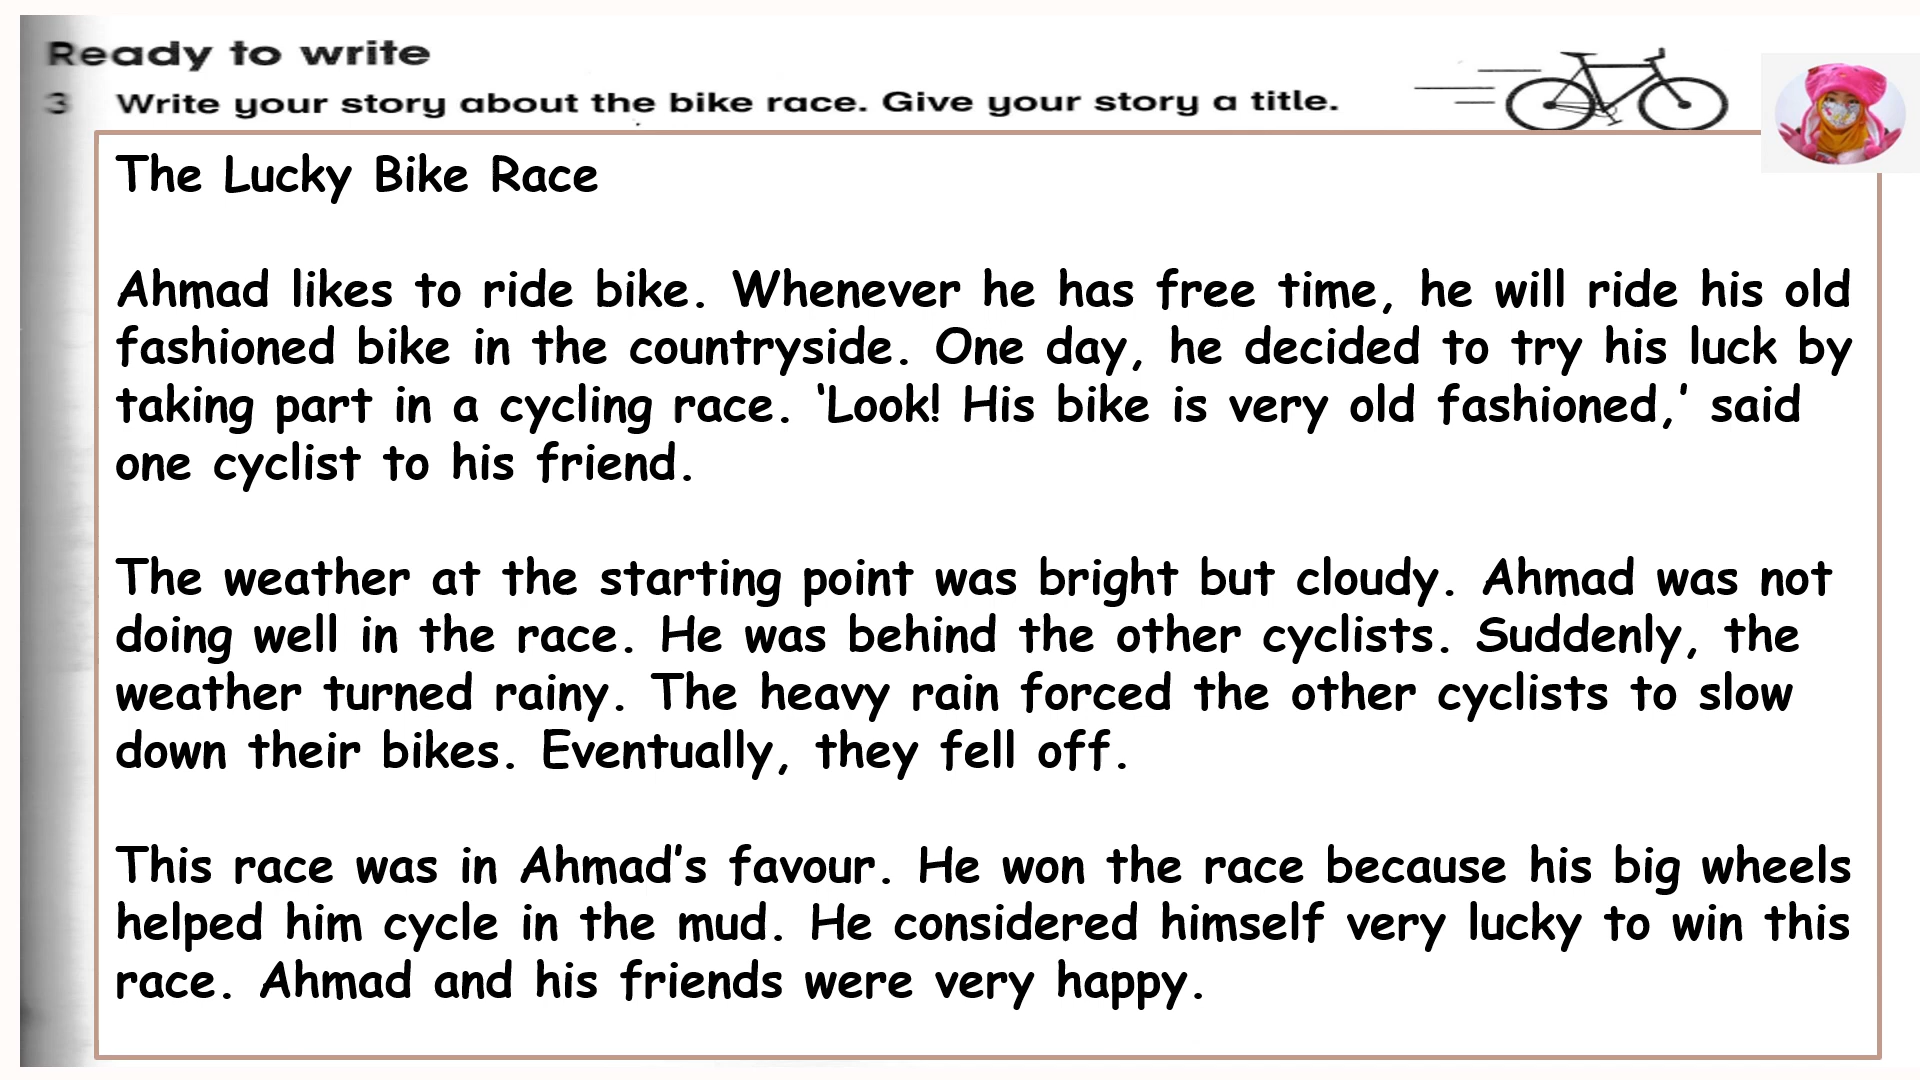 Ready to write
3 Write your story about the bike race. Give your story a title.
The Lucky Bike Race
Ahmad likes to ride bike. Whenever he has free time, he will ride his old
fashioned bike in the countryside. One day, he decided to try his luck by
taking part in a cycling race. ‘Look! His bike is very old fashioned,’ said
one cyclist to his friend.
The weather at the starting point was bright but cloudy. Ahmad was not
doing well in the race. He was behind the other cyclists. Suddenly, the
weather turned rainy. The heavy rain forced the other cyclists to slow
down their bikes. Eventually, they fell off.
This race was in Ahmad’s favour. He won the race because his big wheels
helped him cycle in the mud. He considered himself very lucky to win this
race. Ahmad and his friends were very happy.